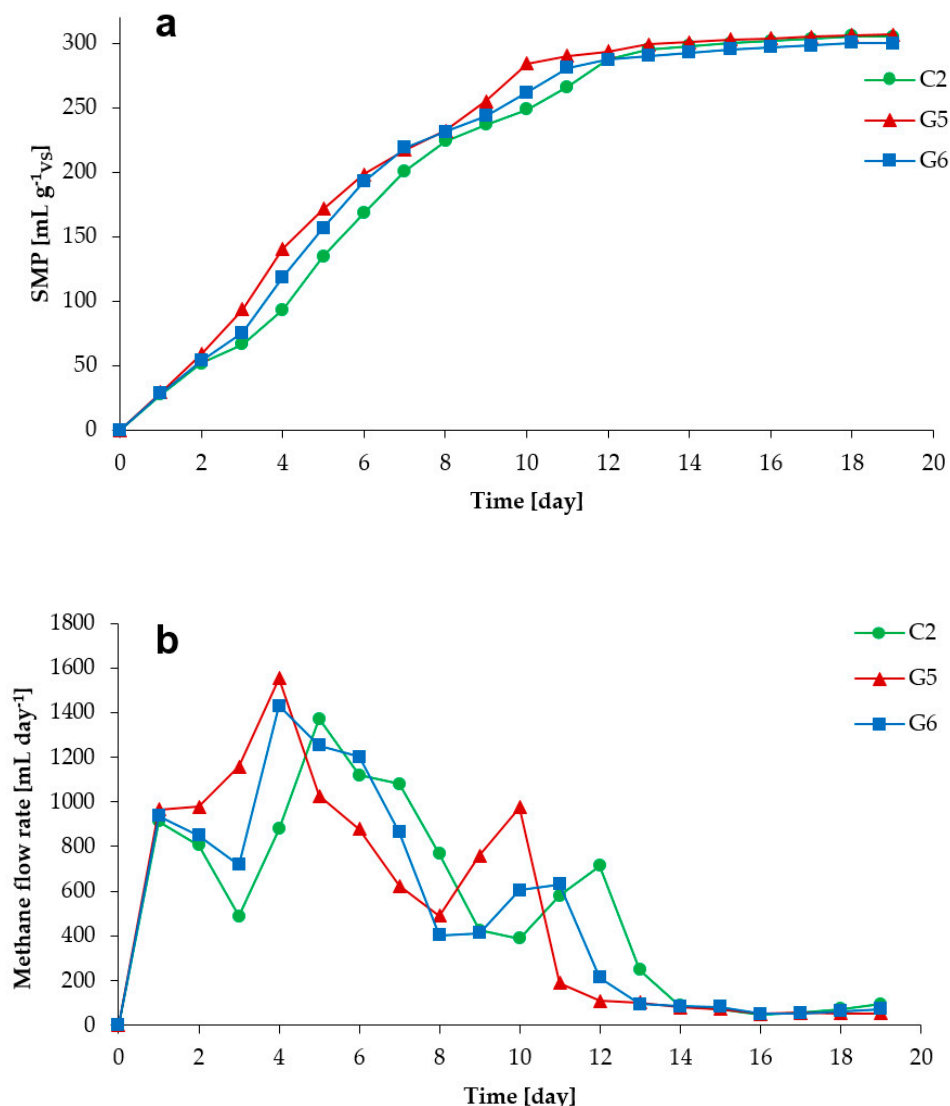 a
300
250
200
150
100
50
0
SMP [mL g⁻¹vs]
C2
G5
G6
0 2 4 6 8 10 12 14 16 18 20
Time [day]
b
1800
1600
1400
1200
1000
800
600
400
200
0
Methane flow rate [mL day⁻¹]
C2
G5
G6
0 2 4 6 8 10 12 14 16 18 20
Time [day]